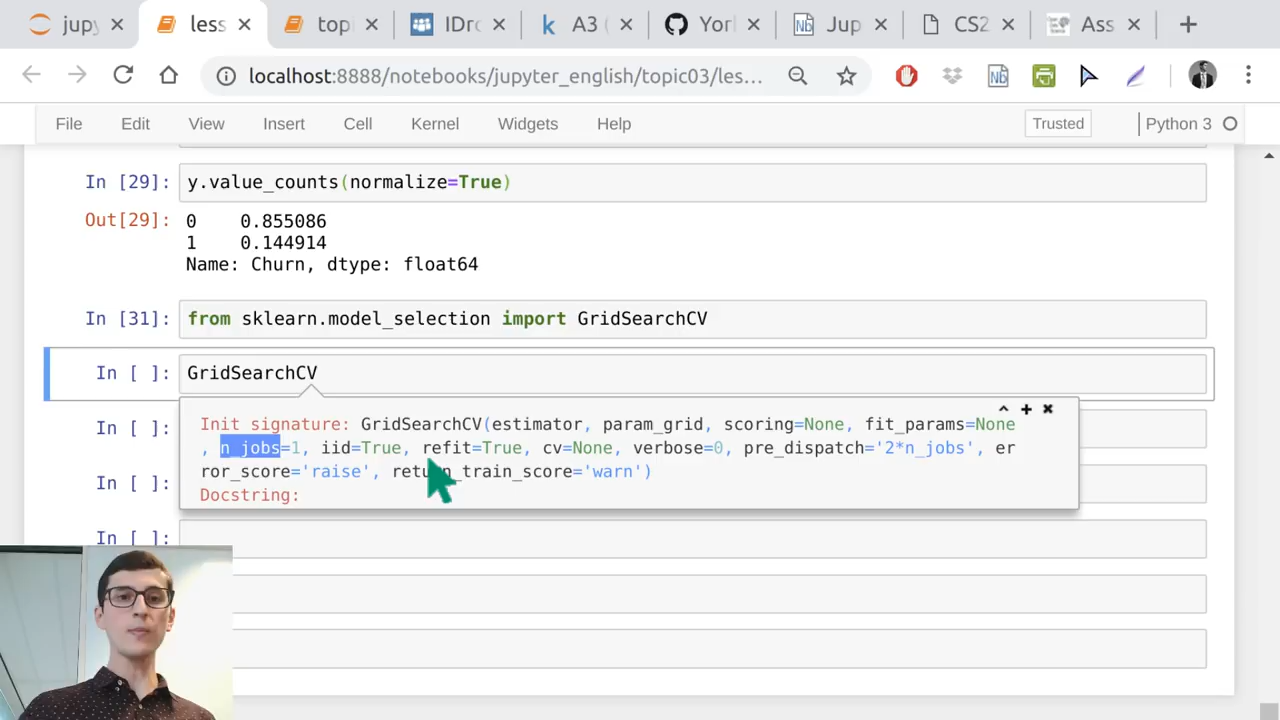 jupy
less
top
IDro
A3 (
Yorl
Jup
CS2
Ass
localhost:8888/notebooks/jupyter_english/topic03/les...
File Edit View Insert Cell Kernel Widgets Help Trusted Python 3
In [29]: y.value_counts(normalize=True)
Out[29]: 0 0.855086
1 0.144914
Name: Churn, dtype: float64
In [31]: from sklearn.model_selection import GridSearchCV
In [ ]: GridSearchCV
Init signature: GridSearchCV(estimator, param_grid, scoring=None, fit_params=None
In [ ]:
, n_jobs=1, iid=True, refit=True, cv=None, verbose=0, pre_dispatch='2*n_jobs', er
ror_score='raise', return_train_score='warn')
In [ ]:
Docstring:
In [ ]: